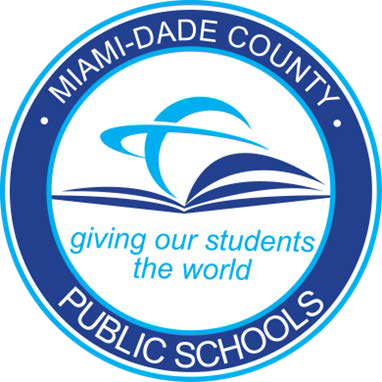 MIAMI-DADE COUNTY
giving our students
the world
PUBLIC SCHOOLS